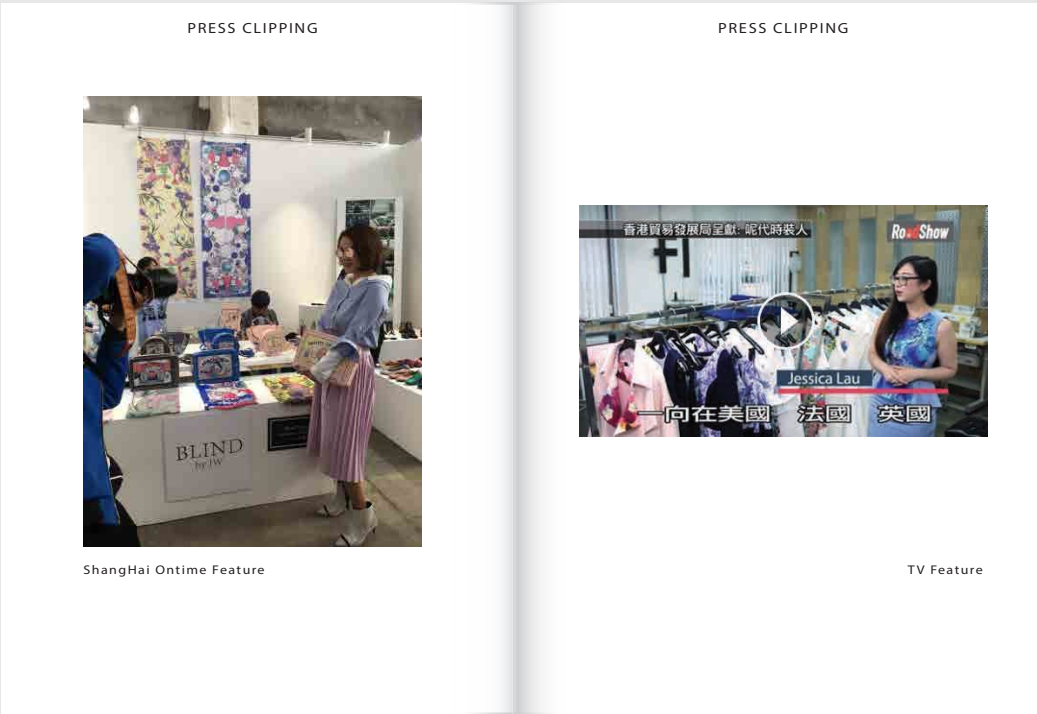 PRESS CLIPPING
BLIND
by JW
ShangHai Ontime Feature
PRESS CLIPPING
香港貿易發展局呈獻: 呢代時裝人
RoadShow
Jessica Lau
一向在美國 法國 英國
TV Feature